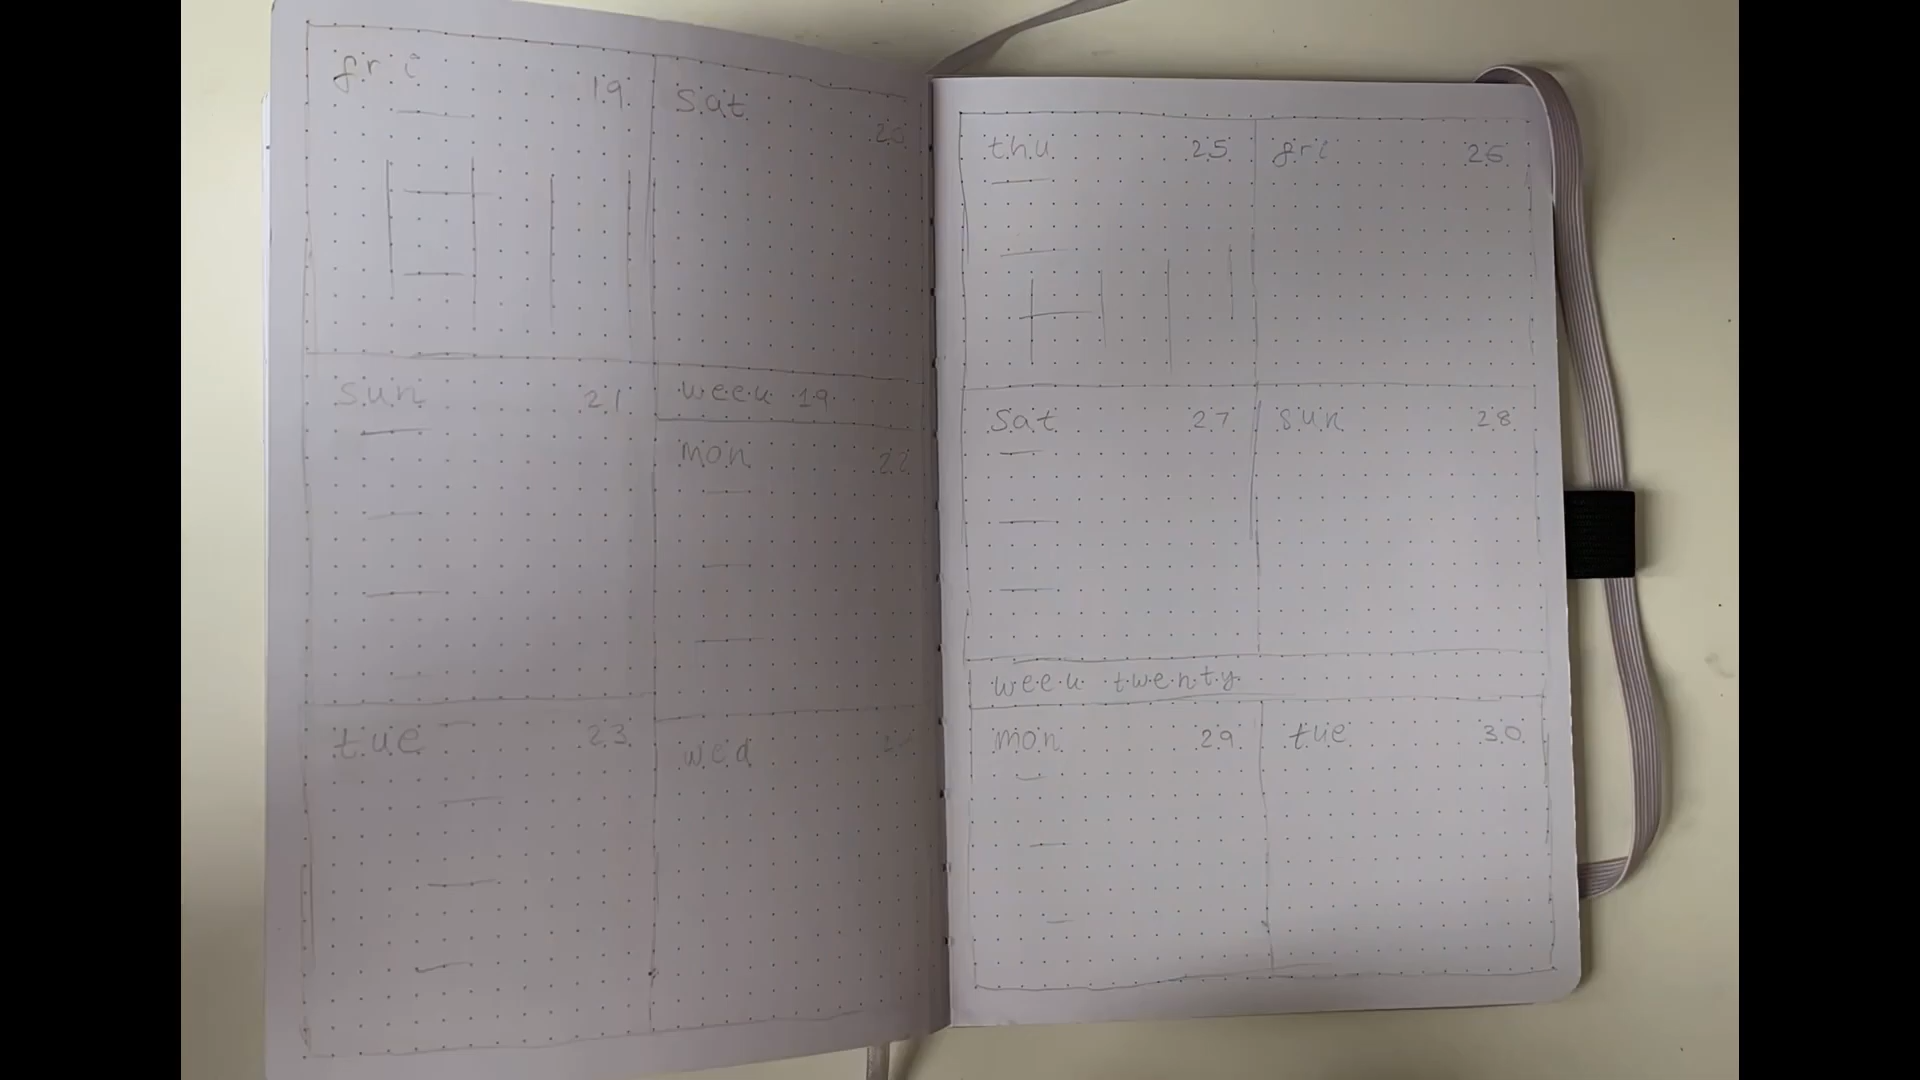 fri 19
sat 20
sun 21
week 19
mon 22
tue 23
wed
thu 25
fri 26
sat 27
sun 28
week twenty
mon 29
tue 30